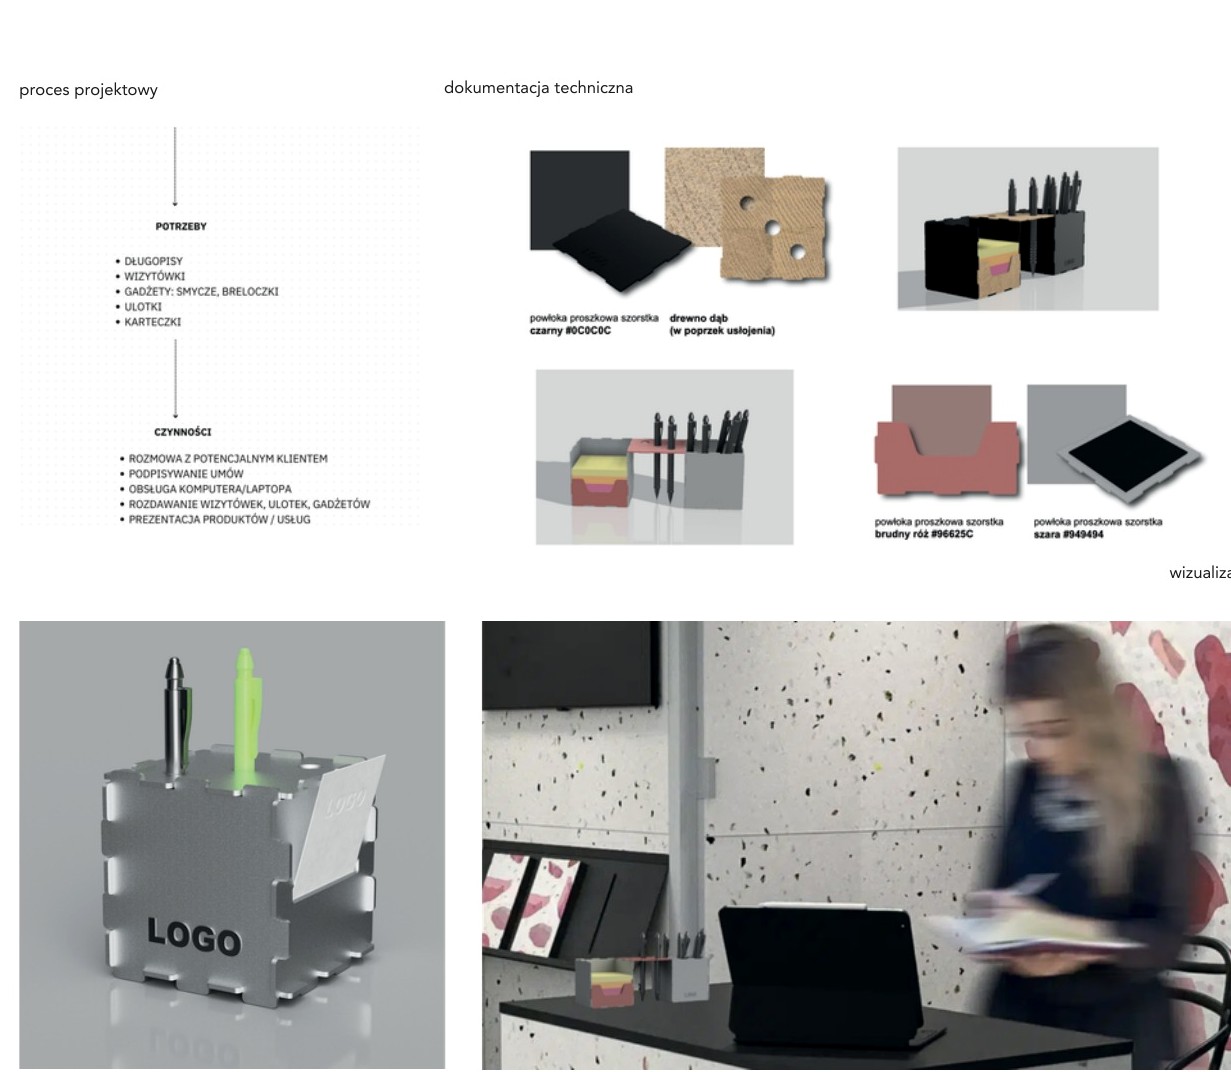 proces projektowy
dokumentacja techniczna
POTRZEBY
• DŁUGOPISY
• WIZYTÓWKI
• GADŻETY: SMYCZE, BRELOCZKI
• ULOTKI
• KARTECZKI
CZYNNOŚCI
• ROZMOWA Z POTENCJALNYM KLIENTEM
• PODPISYWANIE UMÓW
• OBSŁUGA KOMPUTERA/LAPTOPA
• ROZDAWANIE WIZYTÓWEK, ULOTEK, GADŻETÓW
• PREZENTACJA PRODUKTÓW / USŁUG
powłoka proszkowa szorstka
czarny #0C0C0C
drewno dąb
(w poprzek usłojenia)
powłoka proszkowa szorstka
brudny róż #96625C
powłoka proszkowa szorstka
szara #949494
wizualiza
LOGO
LOGO